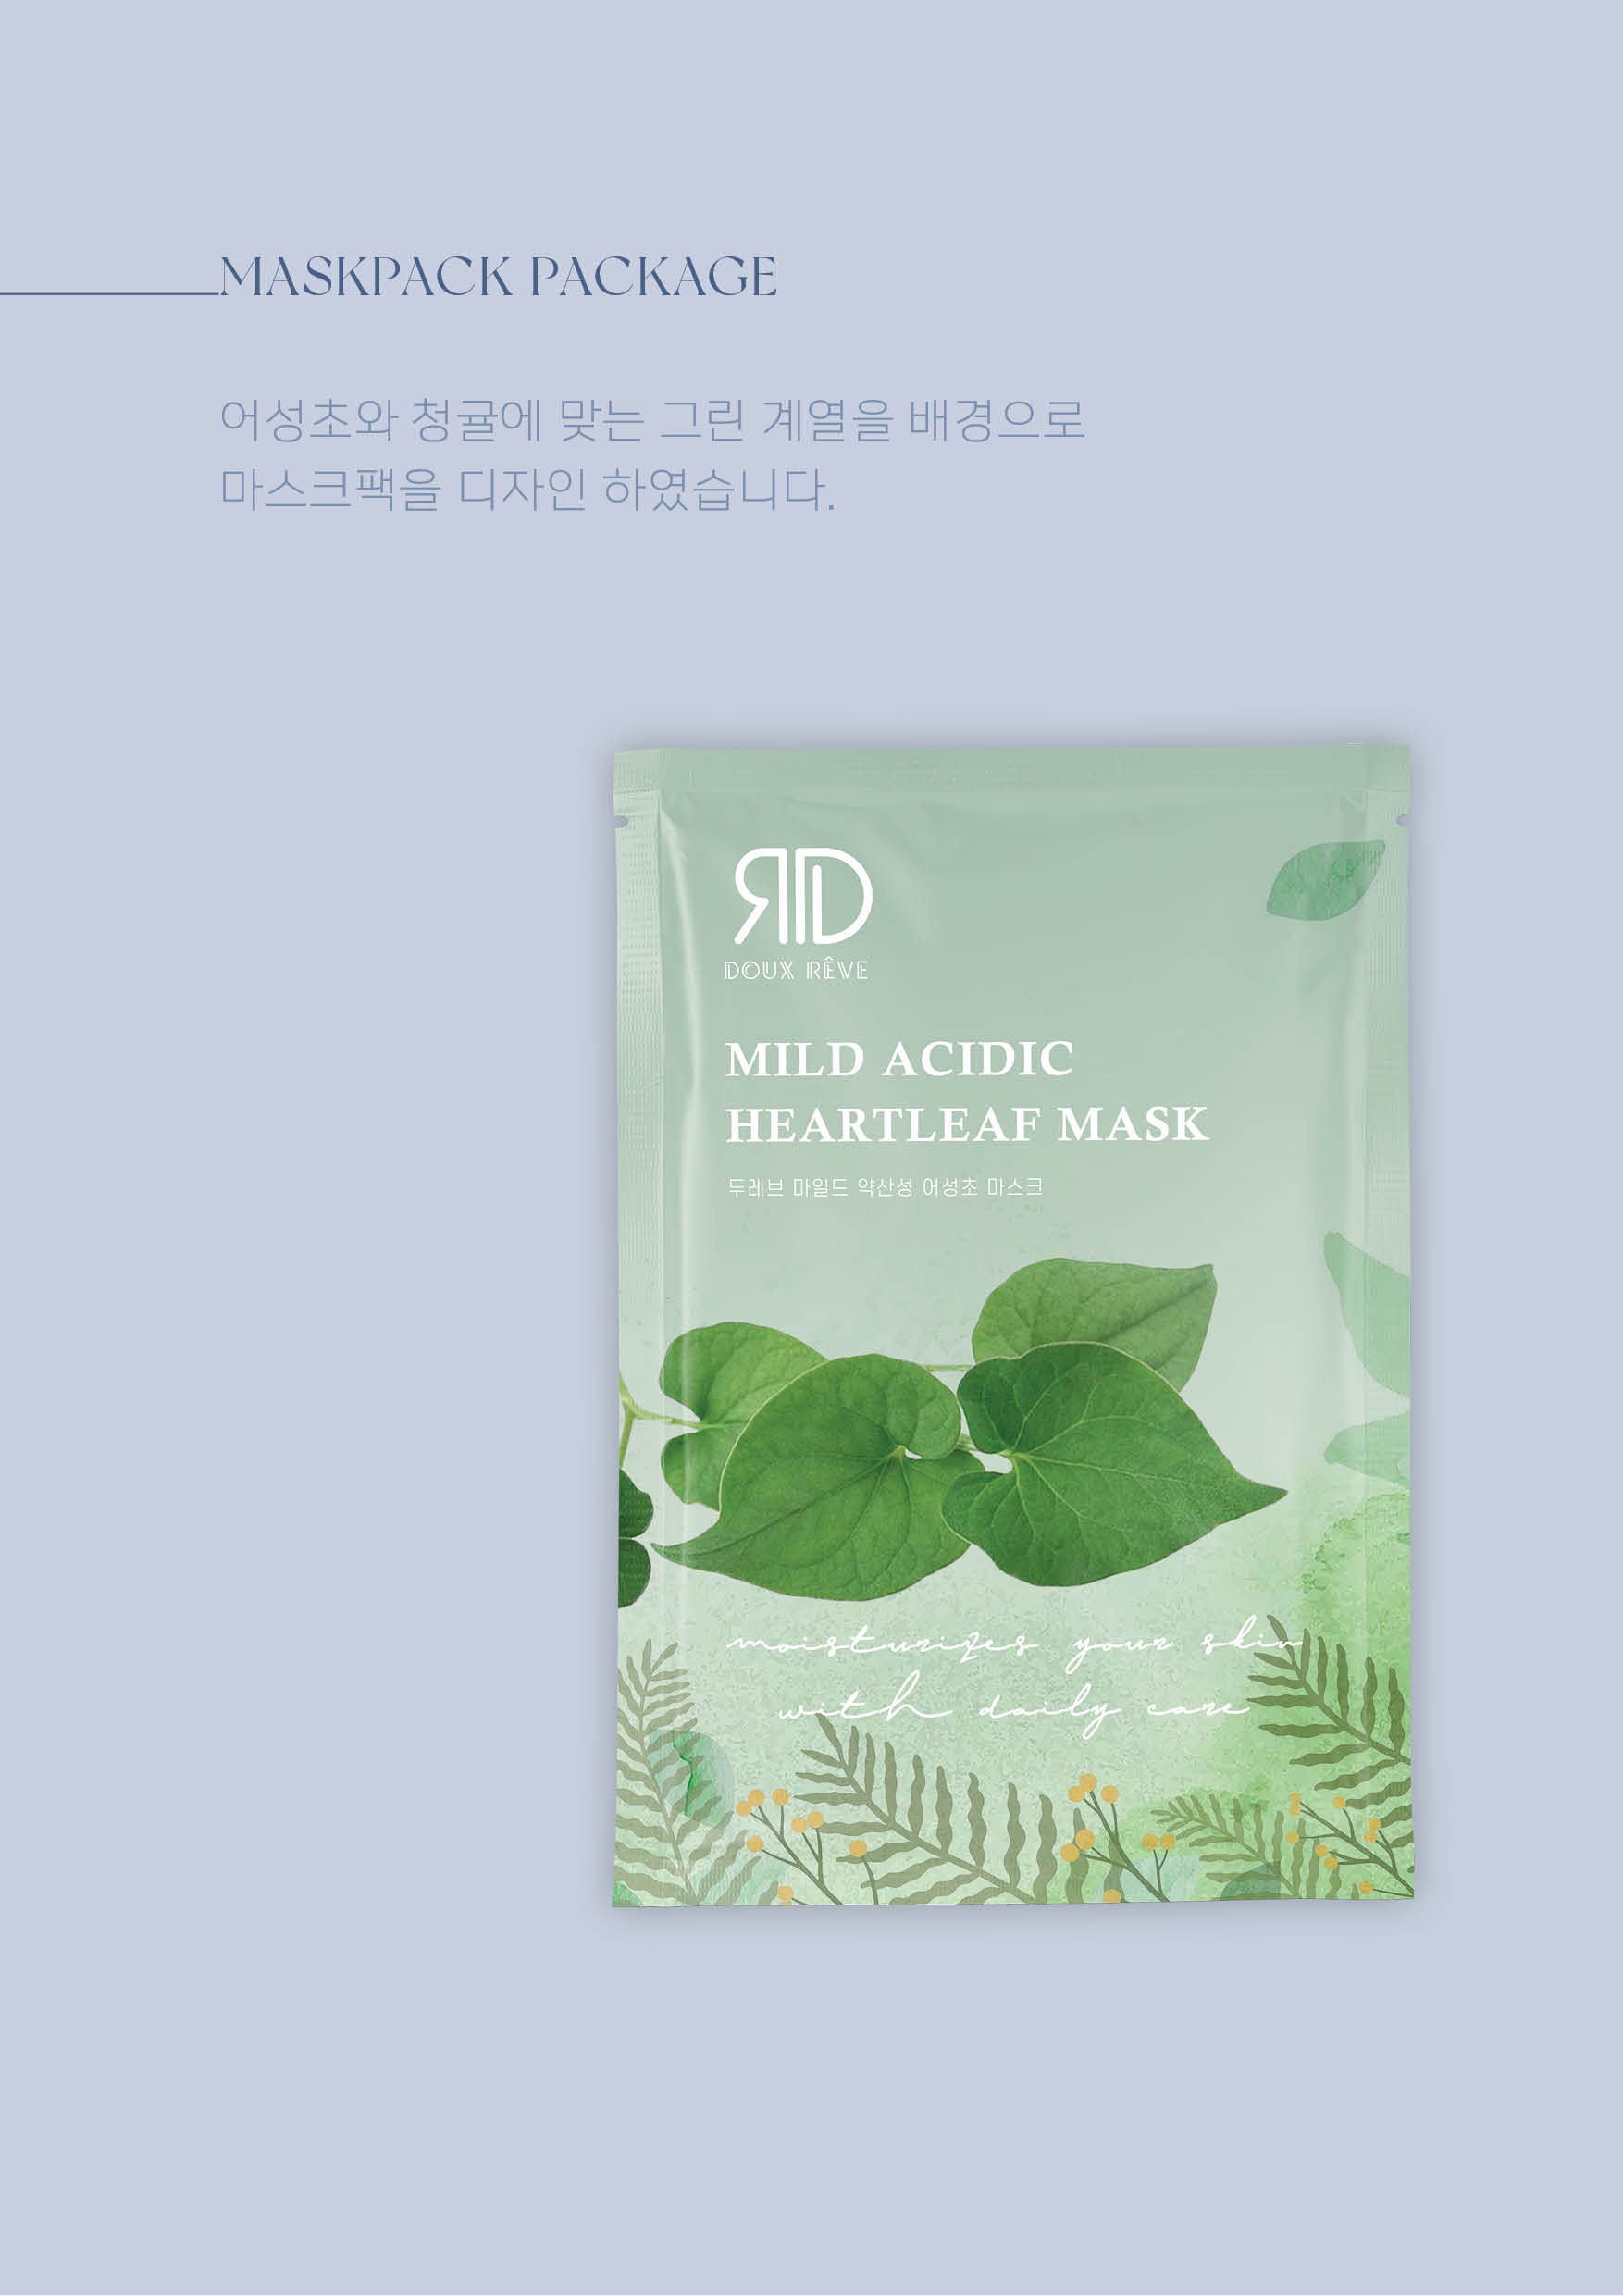 MASKPACK PACKAGE
어성초와 청귤에 맞는 그린 계열을 배경으로
마스크팩을 디자인 하였습니다.
RD
DOUX RÊVE
MILD ACIDIC
HEARTLEAF MASK
두레브 마일드 약산성 어성초 마스크
moisturizes your skin
with daily care